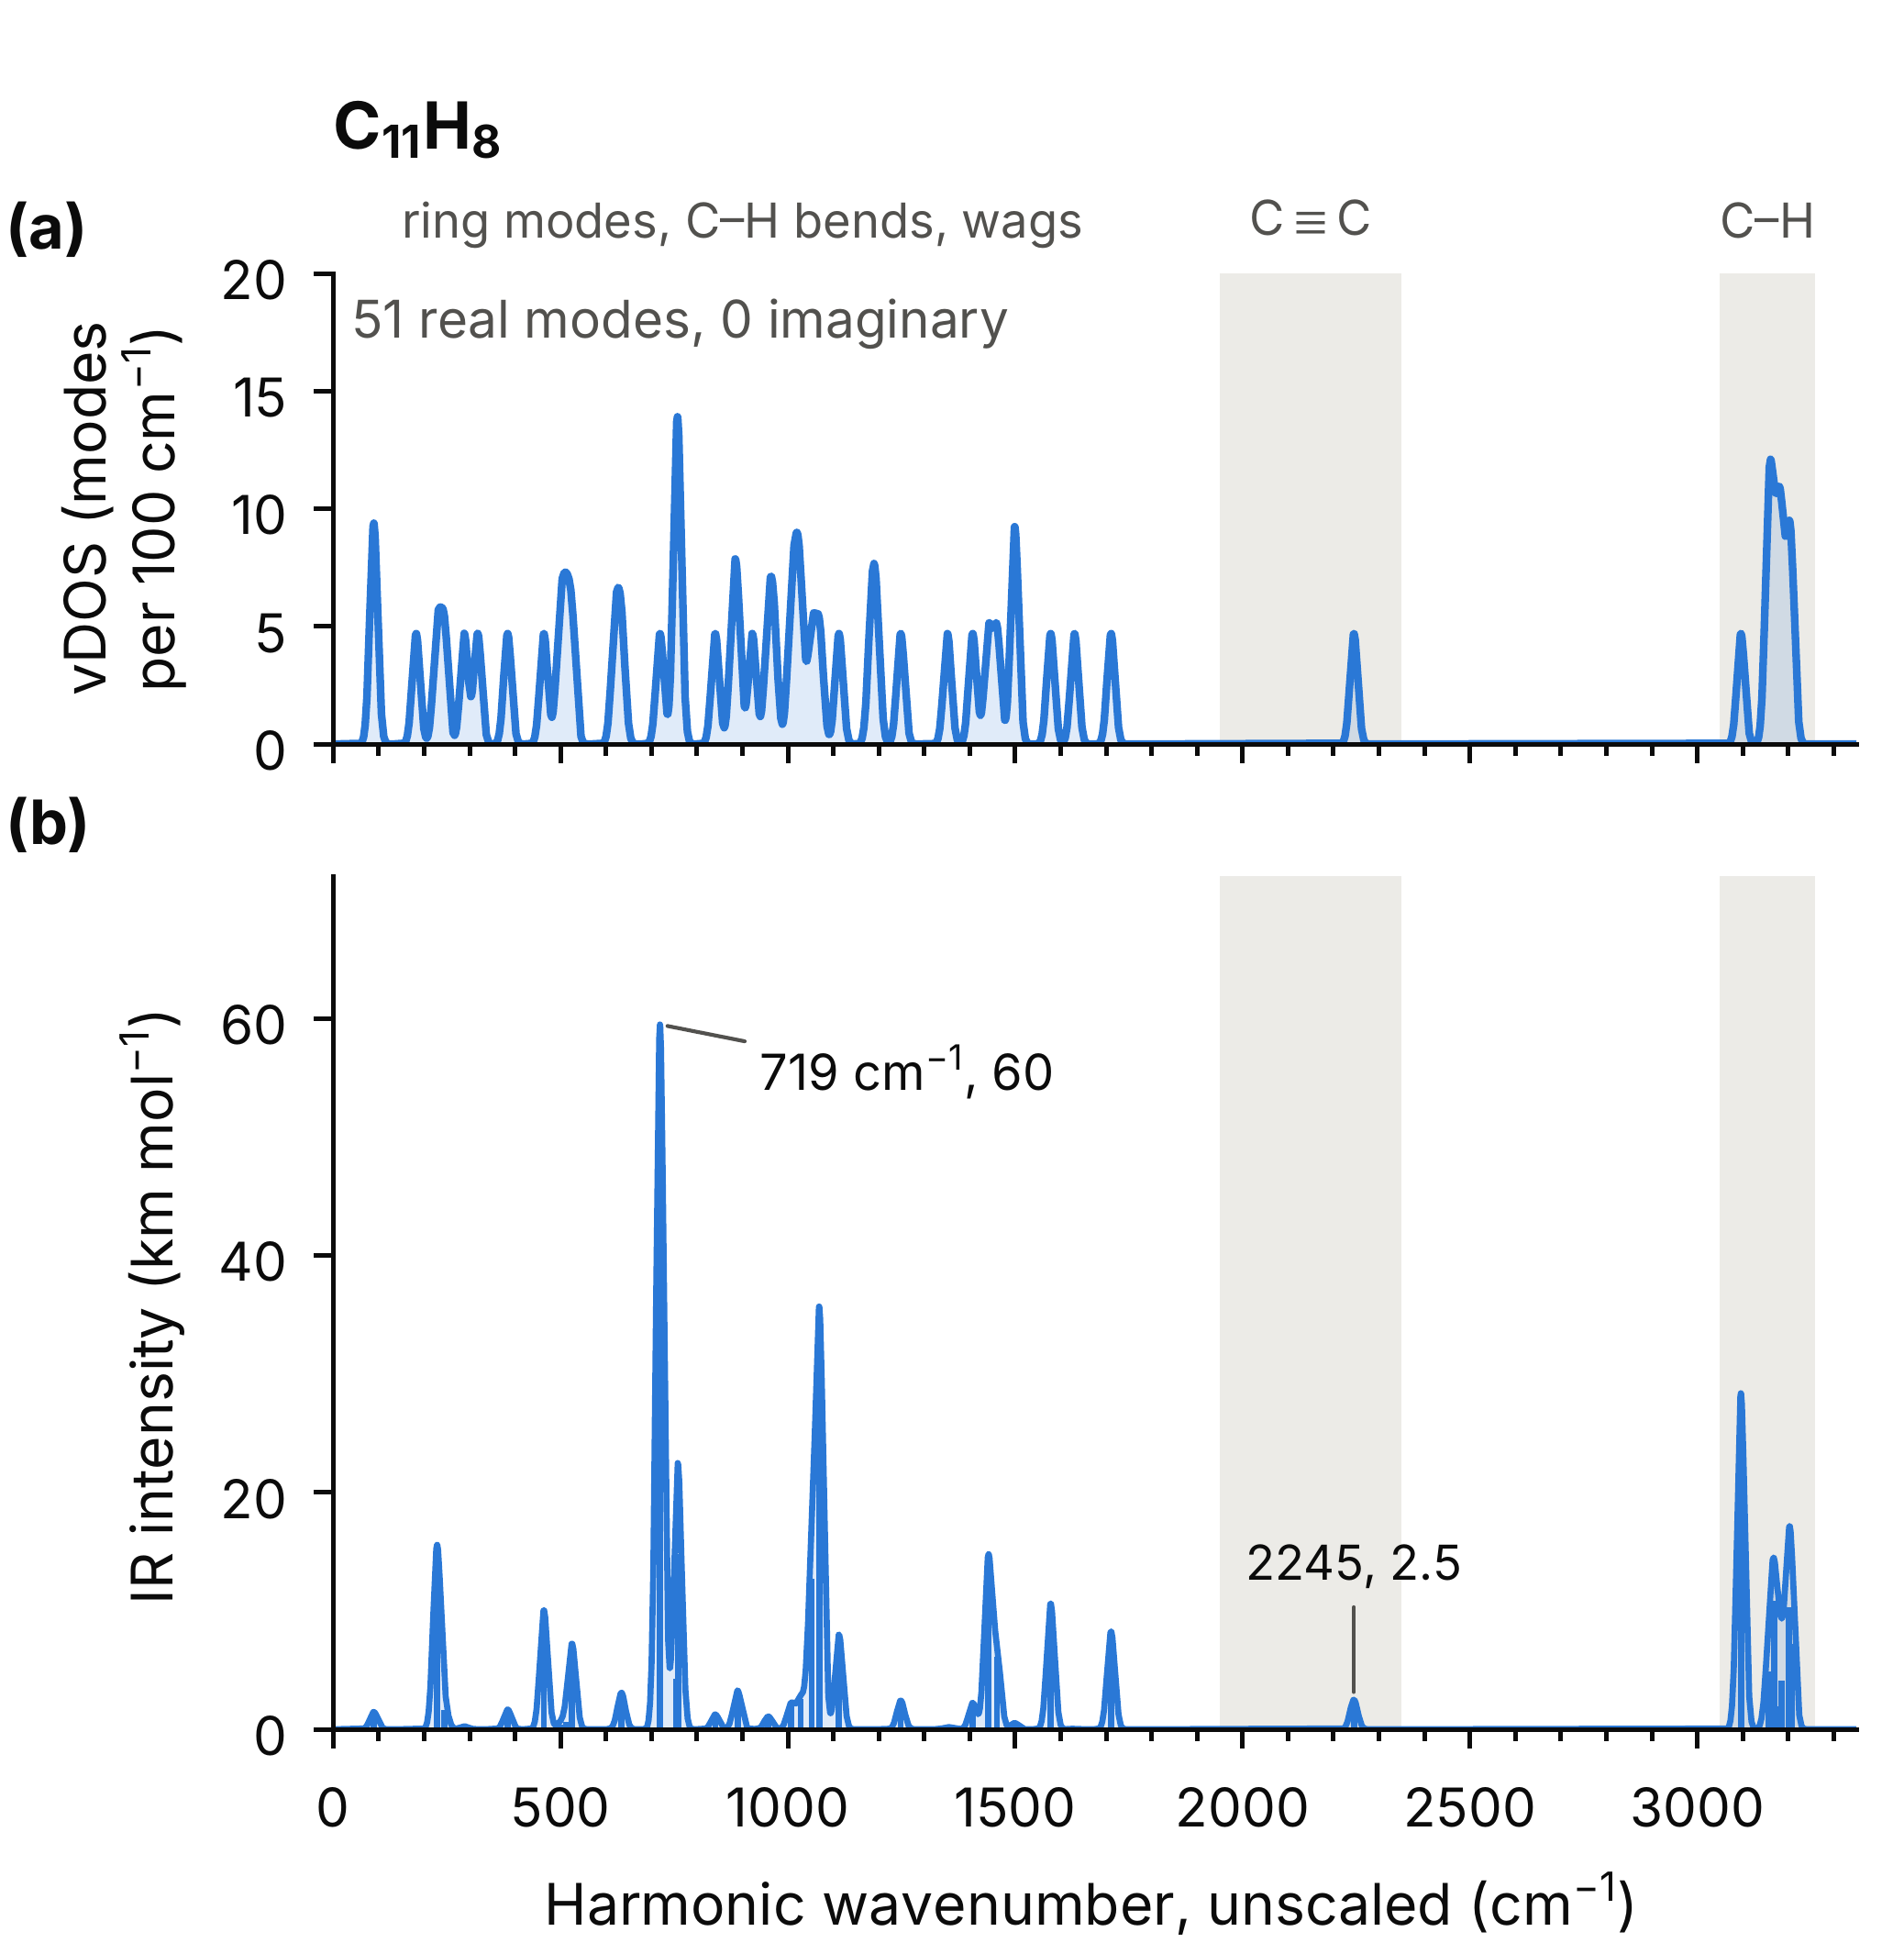 C₁₁H₈
(a)
ring modes, C–H bends, wags
C ≡ C
C–H
20
15
10
5
0
vDOS (modes
per 100 cm⁻¹)
51 real modes, 0 imaginary
(b)
60
40
20
0
IR intensity (km mol⁻¹)
719 cm⁻¹, 60
2245, 2.5
0 500 1000 1500 2000 2500 3000
Harmonic wavenumber, unscaled (cm⁻¹)